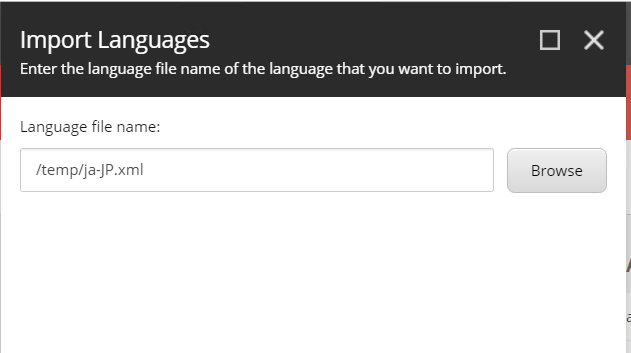 Import Languages
Enter the language file name of the language that you want to import.
Language file name:
/temp/ja-JP.xml
Browse